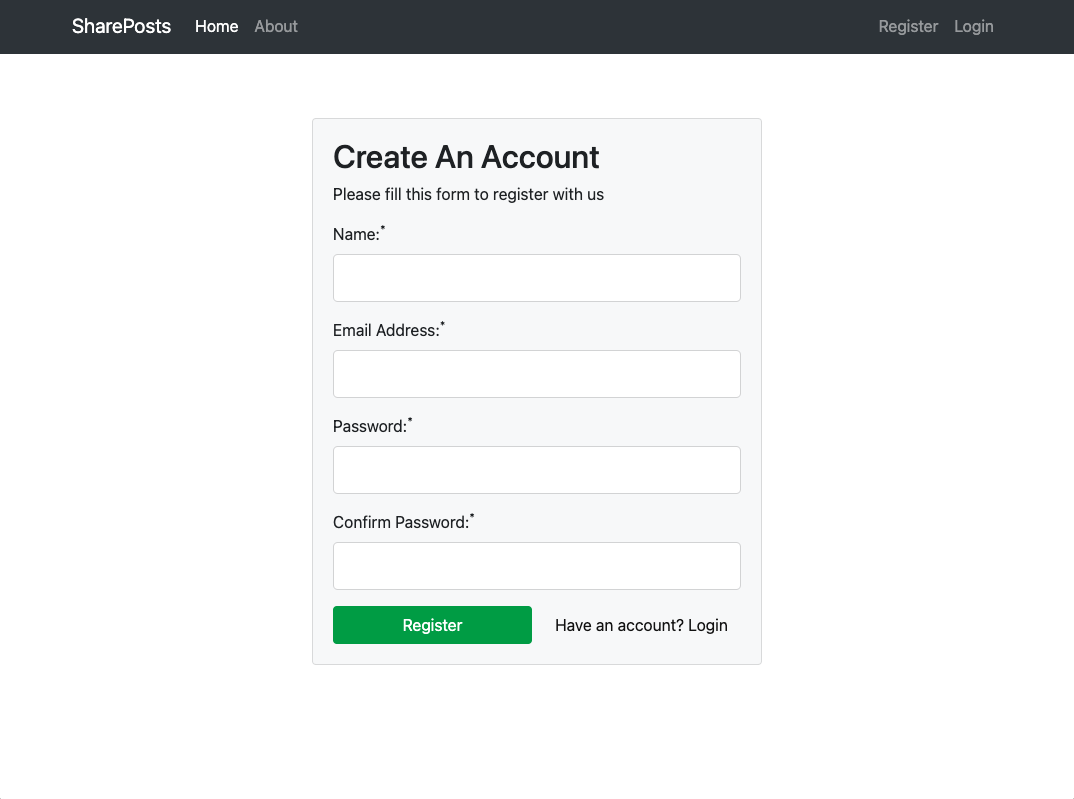 SharePosts Home About Register Login
Create An Account
Please fill this form to register with us
Name:*
Email Address:*
Password:*
Confirm Password:*
Register Have an account? Login